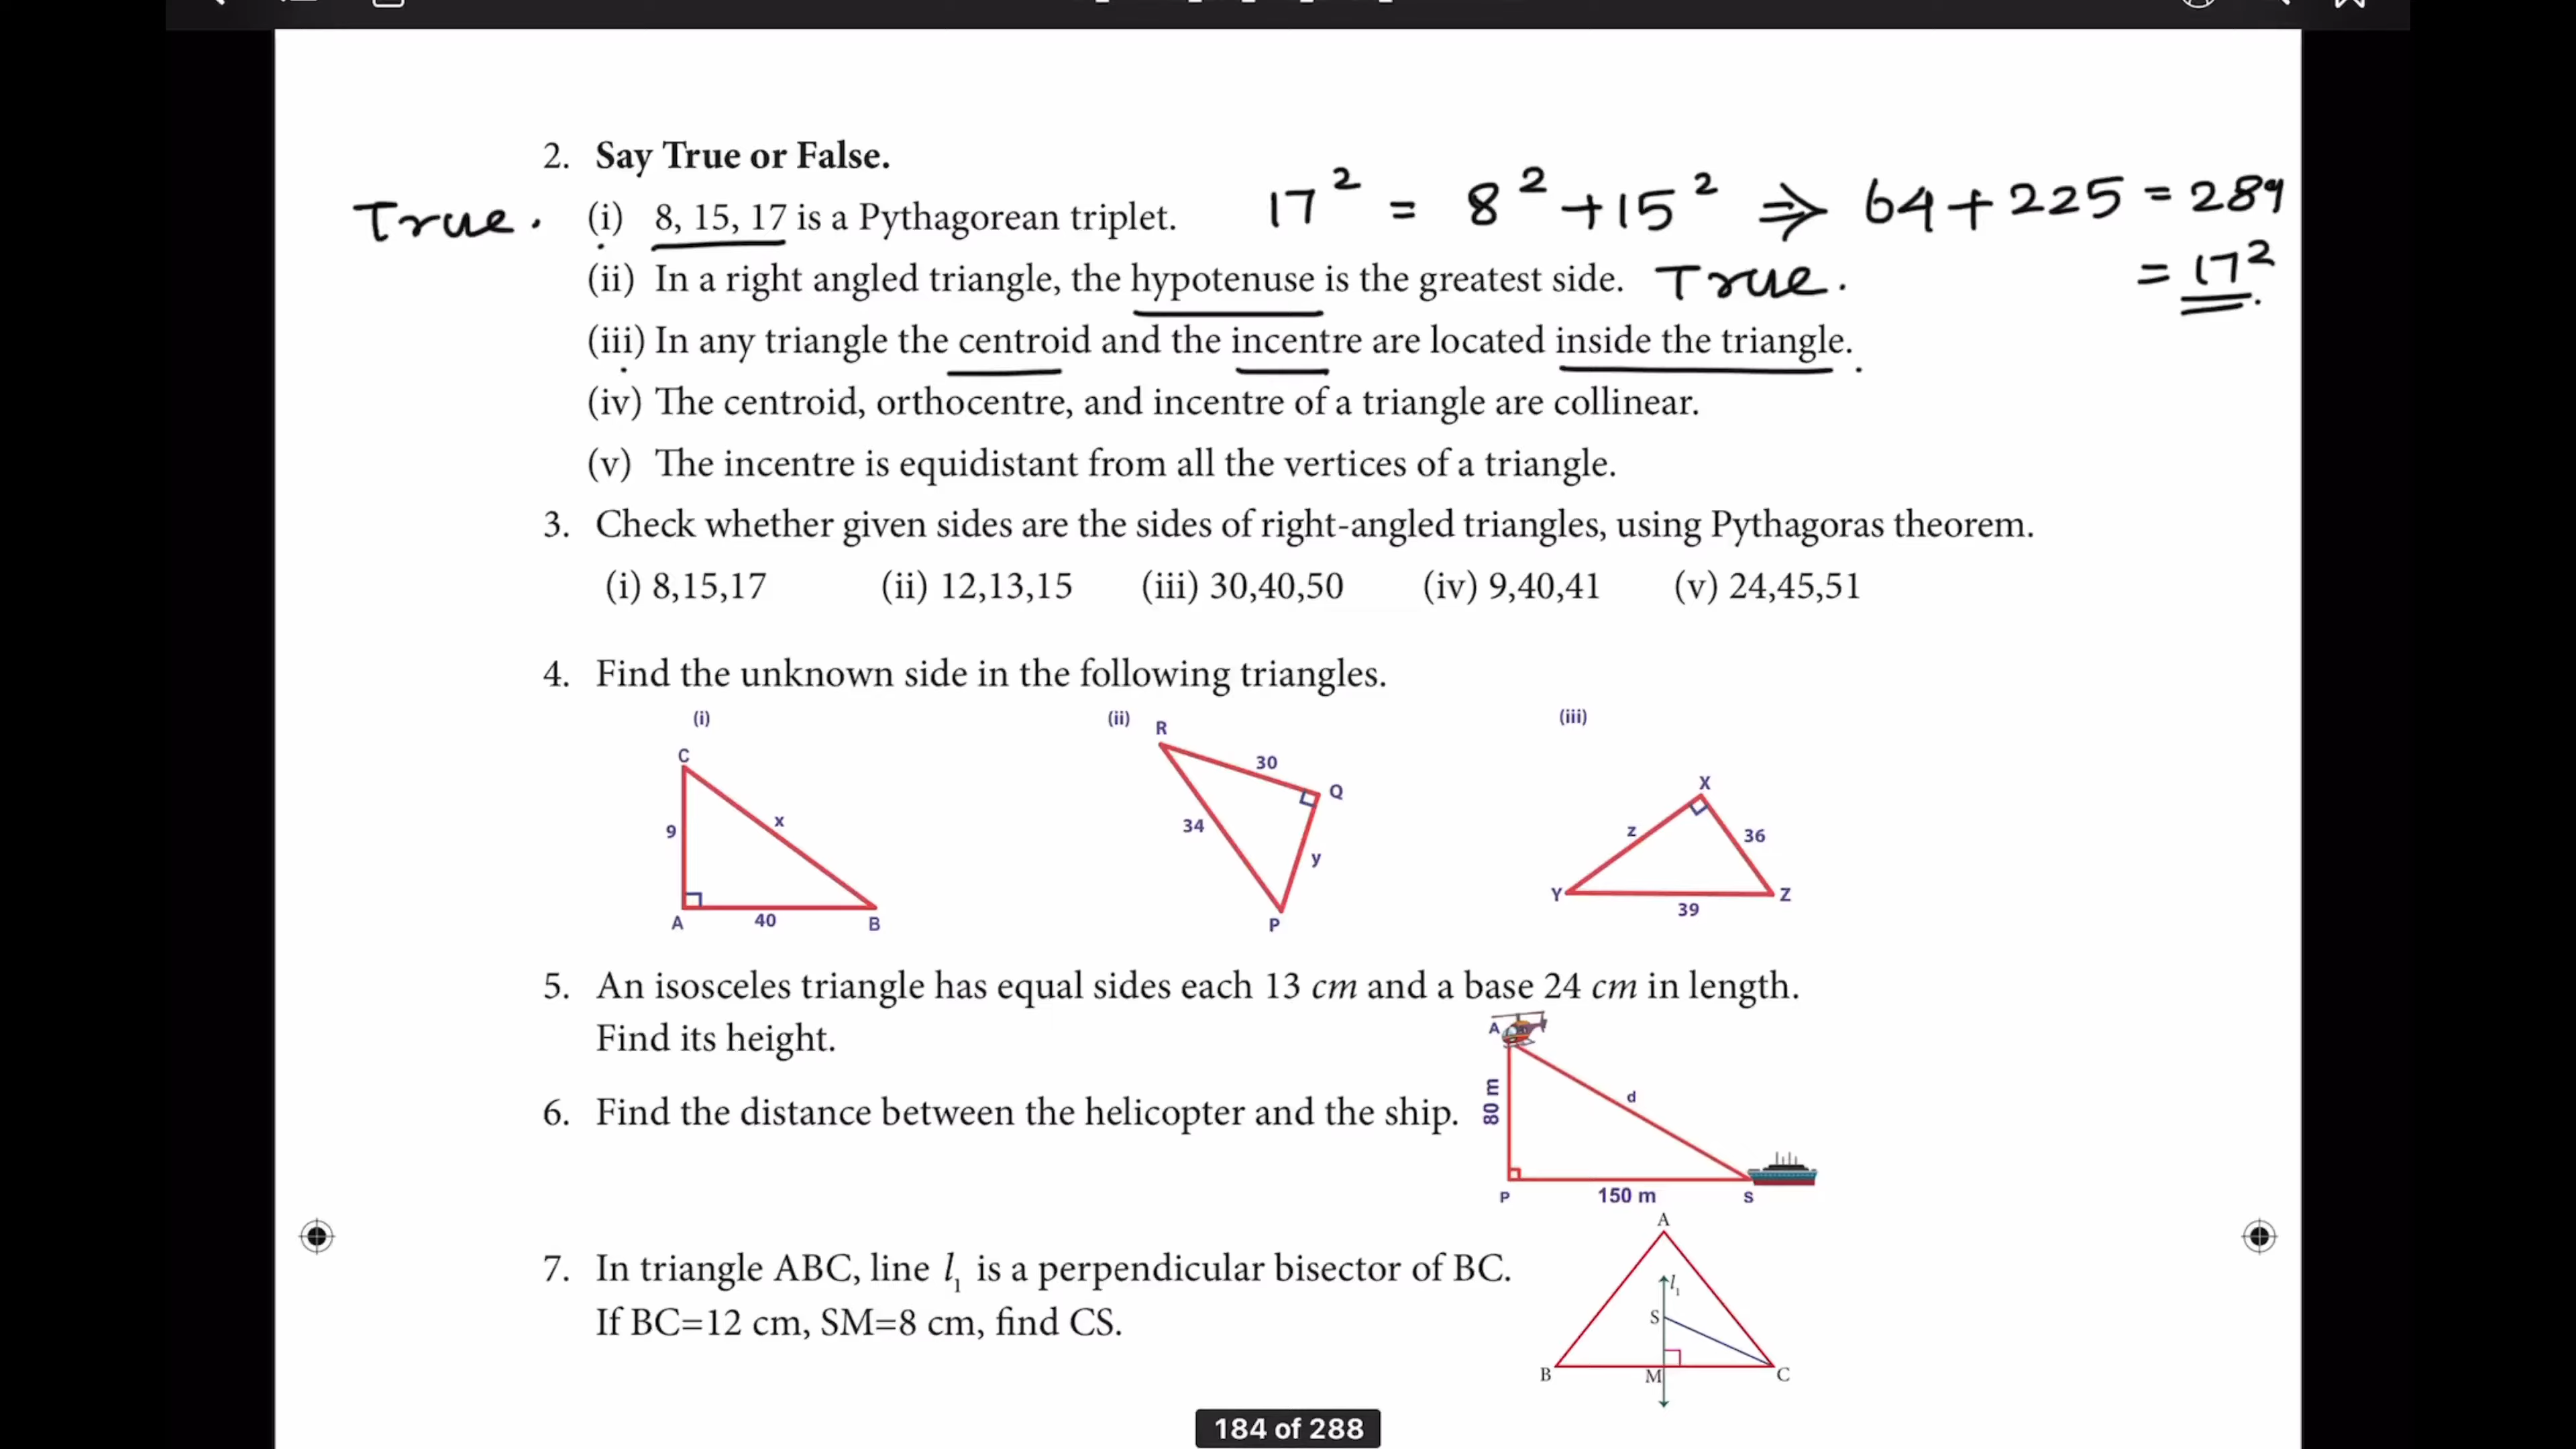 2. Say True or False.
True. (i) 8, 15, 17 is a Pythagorean triplet. 17² = 8² + 15² ⇒ 64 + 225 = 289
(ii) In a right angled triangle, the hypotenuse is the greatest side. True. = 17².
(iii) In any triangle the centroid and the incentre are located inside the triangle.
(iv) The centroid, orthocentre, and incentre of a triangle are collinear.
(v) The incentre is equidistant from all the vertices of a triangle.
3. Check whether given sides are the sides of right-angled triangles, using Pythagoras theorem.
(i) 8,15,17 (ii) 12,13,15 (iii) 30,40,50 (iv) 9,40,41 (v) 24,45,51
4. Find the unknown side in the following triangles.
(i) (ii) (iii)
C
9
x
A 40 B
R
30
Q
34
y
P
X
z
36
Y
Z
39
5. An isosceles triangle has equal sides each 13 cm and a base 24 cm in length.
Find its height.
6. Find the distance between the helicopter and the ship.
A
80 m
d
P 150 m S
7. In triangle ABC, line l₁ is a perpendicular bisector of BC.
If BC=12 cm, SM=8 cm, find CS.
A
l₁
S
B M C
184 of 288